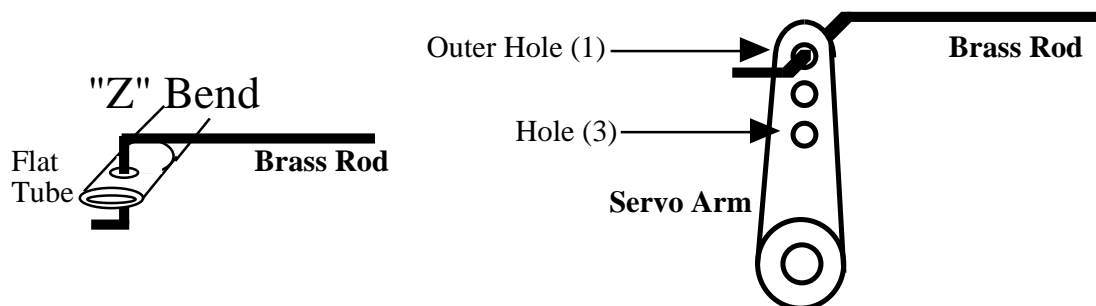 "Z" Bend
Flat
Tube
Brass Rod
Outer Hole (1)
Brass Rod
Hole (3)
Servo Arm